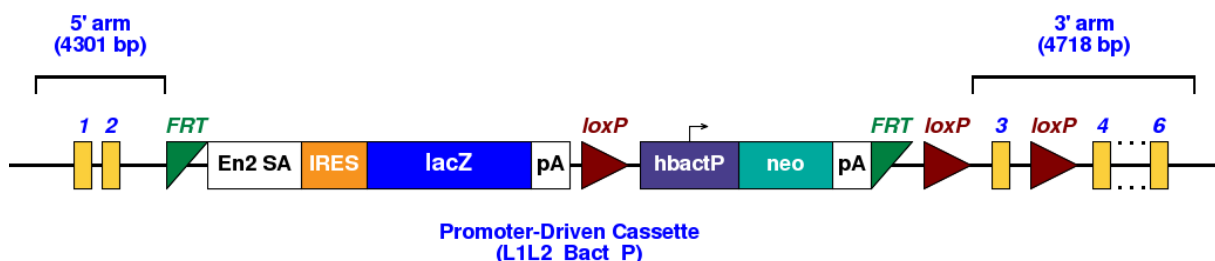 5' arm
(4301 bp)
3' arm
(4718 bp)
1 2 FRT loxP FRT loxP 3 loxP 4 6
En2 SA IRES lacZ pA hbactP neo pA
Promoter-Driven Cassette
(L1L2_Bact_P)